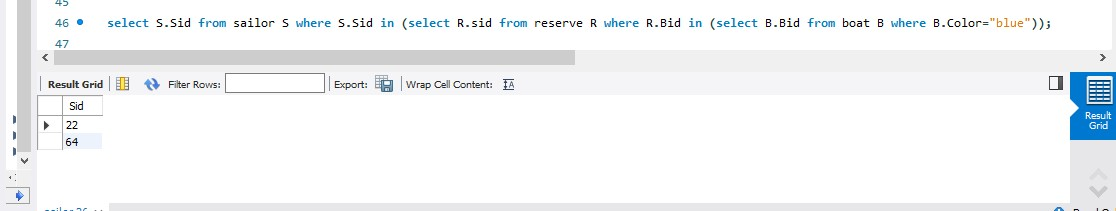 45
46 select S.Sid from sailor S where S.Sid in (select R.sid from reserve R where R.Bid in (select B.Bid from boat B where B.Color="blue"));
47
Result Grid Filter Rows: Export: Wrap Cell Content:
Sid
22
64
Result
Grid